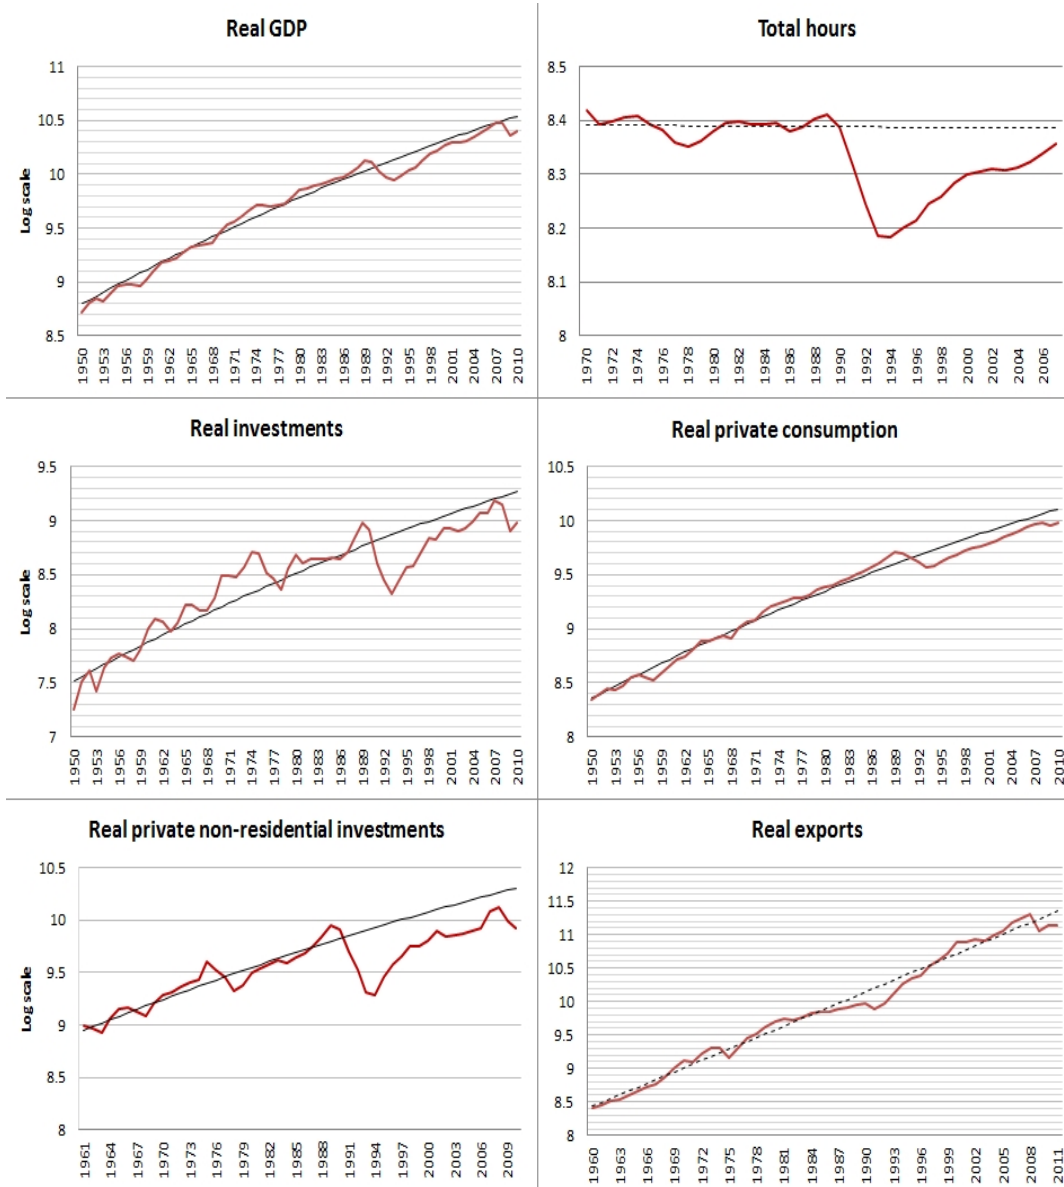 Real GDP
Log scale
11
10.5
10
9.5
9
8.5
1950 1953 1956 1959 1962 1965 1968 1971 1974 1977 1980 1983 1986 1989 1992 1995 1998 2001 2004 2007 2010
Total hours
8.5
8.4
8.3
8.2
8.1
8
1970 1972 1974 1976 1978 1980 1982 1984 1986 1988 1990 1992 1994 1996 1998 2000 2002 2004 2006
Real investments
Log scale
9.5
9
8.5
8
7.5
7
1950 1953 1956 1959 1962 1965 1968 1971 1974 1977 1980 1983 1986 1989 1992 1995 1998 2001 2004 2007 2010
Real private consumption
10.5
10
9.5
9
8.5
8
1950 1953 1956 1959 1962 1965 1968 1971 1974 1977 1980 1983 1986 1989 1992 1995 1998 2001 2004 2007 2010
Real private non-residential investments
Log scale
10.5
10
9.5
9
8.5
8
1961 1964 1967 1970 1973 1976 1979 1982 1985 1988 1991 1994 1997 2000 2003 2006 2009
Real exports
12
11.5
11
10.5
10
9.5
9
8.5
8
1960 1963 1966 1969 1972 1975 1978 1981 1984 1987 1990 1993 1996 1999 2002 2005 2008 2011